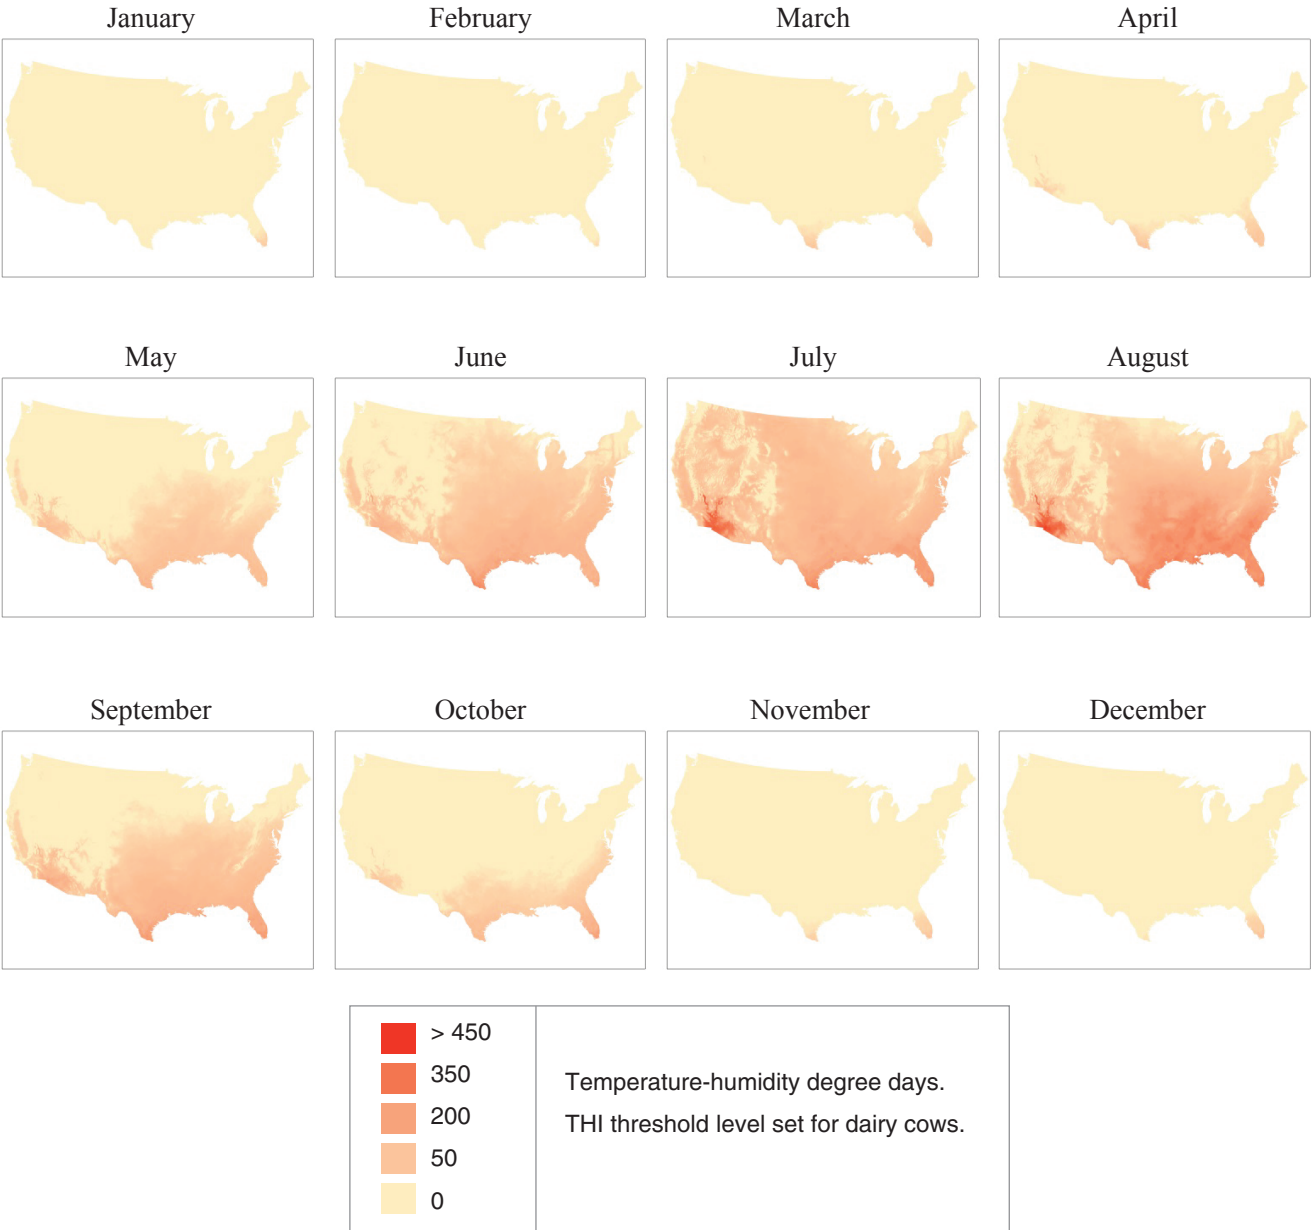 January
February
March
April
May
June
July
August
September
October
November
December
> 450
350
200
50
0
Temperature-humidity degree days.
THI threshold level set for dairy cows.